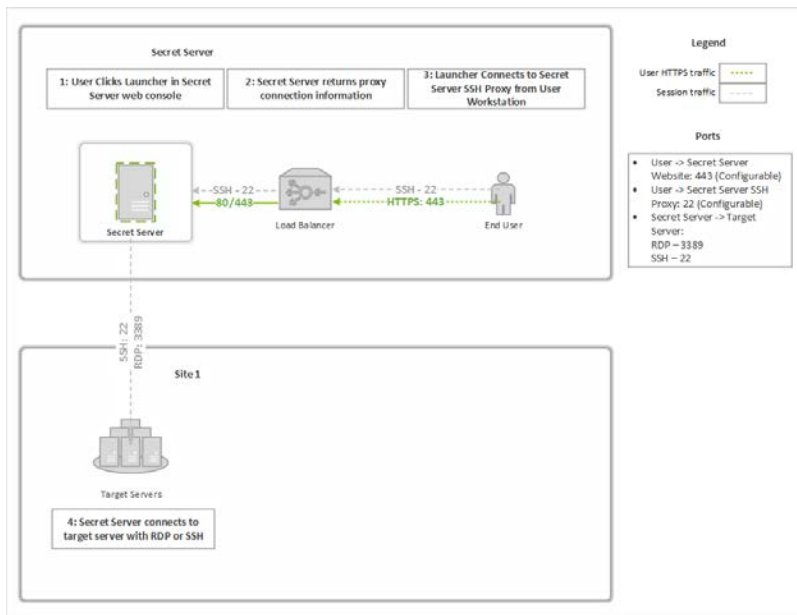 Secret Server
1: User Clicks Launcher in Secret
Server web console
2: Secret Server returns proxy
connection information
3: Launcher Connects to Secret
Server SSH Proxy from User
Workstation
SSH - 22
80/443
SSH - 22
HTTPS: 443
Secret Server
Load Balancer
End User
SSH: 22
RDP: 3389
Site 1
Target Servers
4: Secret Server connects to
target server with RDP or SSH
Legend
User HTTPS traffic
Session traffic
Ports
• User -> Secret Server
Website: 443 (Configurable)
• User -> Secret Server SSH
Proxy: 22 (Configurable)
• Secret Server -> Target
Server:
RDP – 3389
SSH – 22